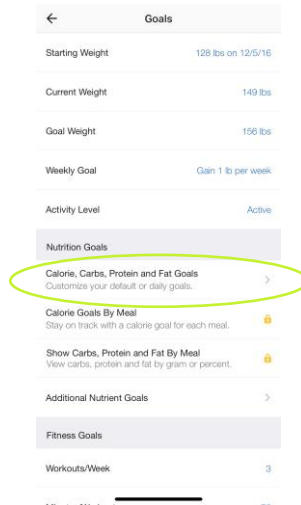 Goals
Starting Weight 128 lbs on 12/5/16
Current Weight 149 lbs
Goal Weight 156 lbs
Weekly Goal Gain 1 lb per week
Activity Level Active
Nutrition Goals
Calorie, Carbs, Protein and Fat Goals
Customize your default or daily goals.
Calorie Goals By Meal
Stay on track with a calorie goal for each meal.
Show Carbs, Protein and Fat By Meal
View carbs, protein and fat by gram or percent.
Additional Nutrient Goals
Fitness Goals
Workouts/Week 3